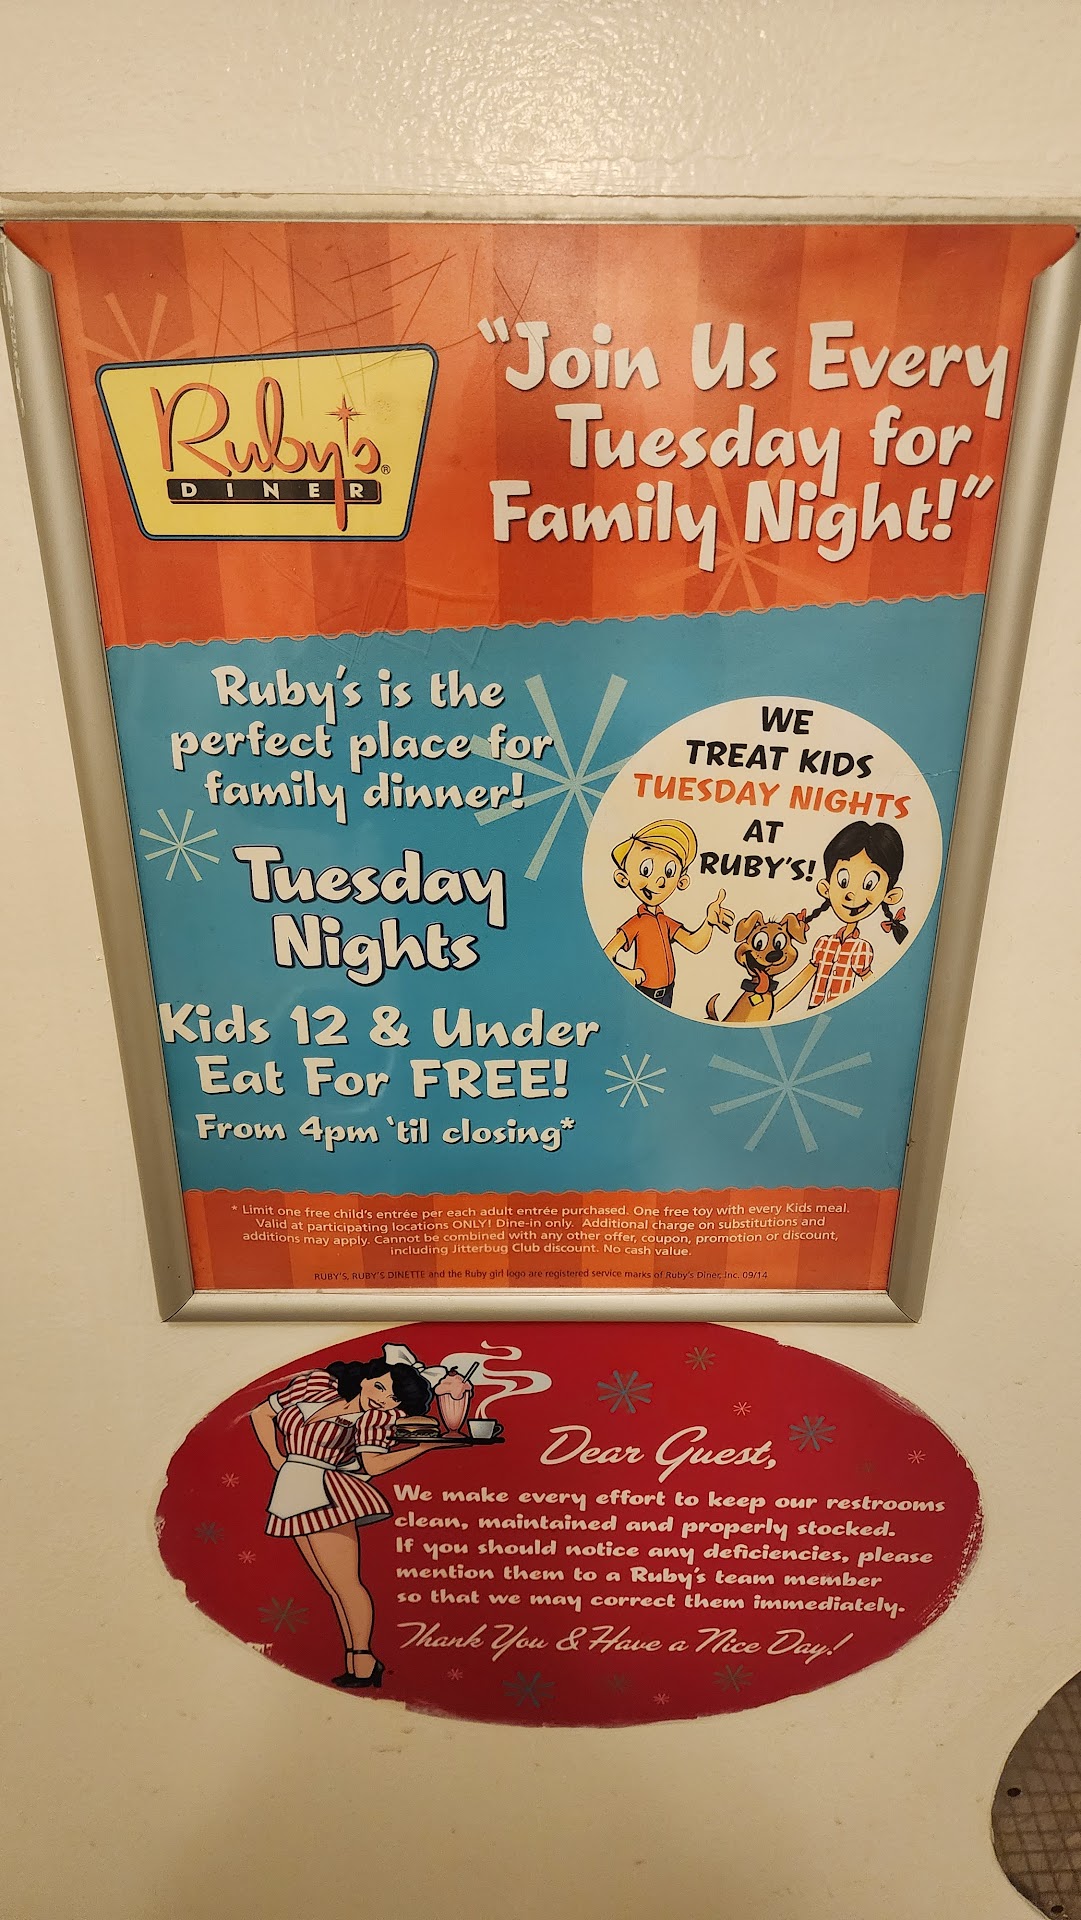 Ruby's®
DINER
"Join Us Every
Tuesday for
Family Night!"
Ruby's is the
perfect place for
family dinner!
Tuesday
Nights
Kids 12 & Under
Eat For FREE!
From 4pm 'til closing*
WE
TREAT KIDS
TUESDAY NIGHTS
AT
RUBY'S!
* Limit one free child's entrée per each adult entrée purchased. One free toy with every Kids meal.
Valid at participating locations ONLY! Dine-in only. Additional charge on substitutions and
additions may apply. Cannot be combined with any other offer, coupon, promotion or discount,
including Jitterbug Club discount. No cash value.
RUBY'S, RUBY'S DINETTE and the Ruby girl logo are registered service marks of Ruby's Diner, Inc. 09/14
Dear Guest,
We make every effort to keep our restrooms
clean, maintained and properly stocked.
If you should notice any deficiencies, please
mention them to a Ruby's team member
so that we may correct them immediately.
Thank You & Have a Nice Day!